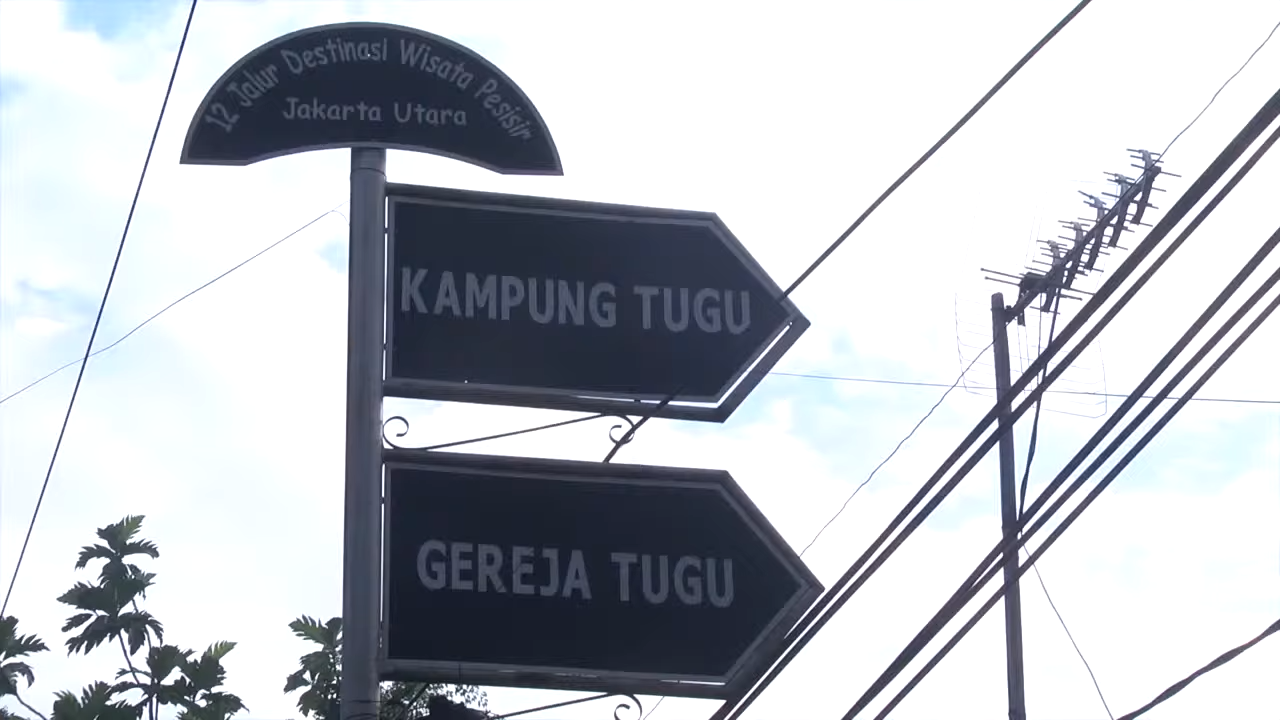 12 Jalur Destinasi Wisata Pesisir
Jakarta Utara
KAMPUNG TUGU
GEREJA TUGU